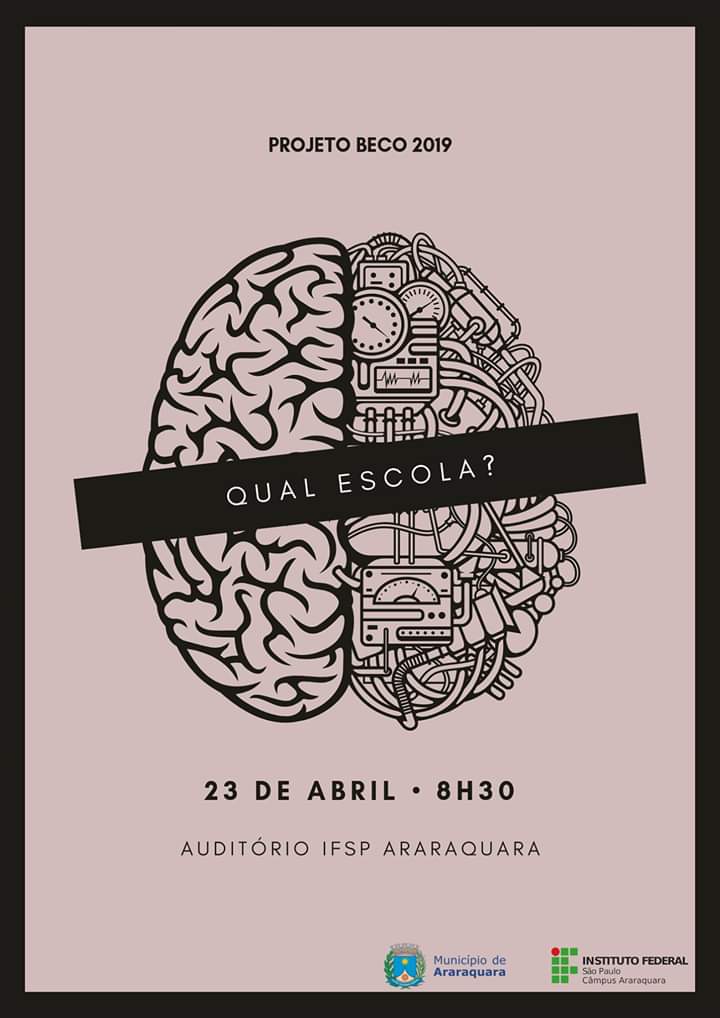 PROJETO BECO 2019
QUAL ESCOLA?
23 DE ABRIL • 8H30
AUDITÓRIO IFSP ARARAQUARA
Município de
Araraquara
INSTITUTO FEDERAL
São Paulo
Câmpus Araraquara